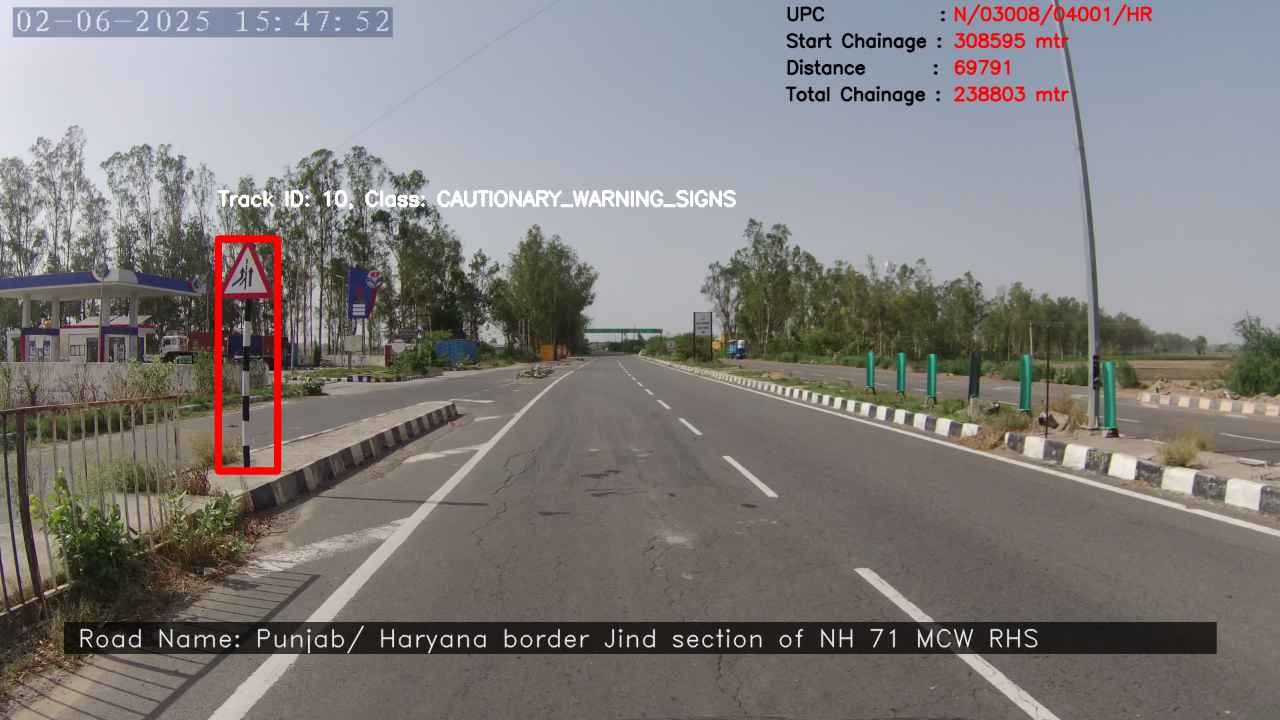 02-06-2025 15:47:52
UPC : N/03008/04001/HR
Start Chainage : 308595 mtr
Distance : 69791
Total Chainage : 238803 mtr
Track ID: 10, Class: CAUTIONARY_WARNING_SIGNS
Road Name: Punjab/ Haryana border Jind section of NH 71 MCW RHS